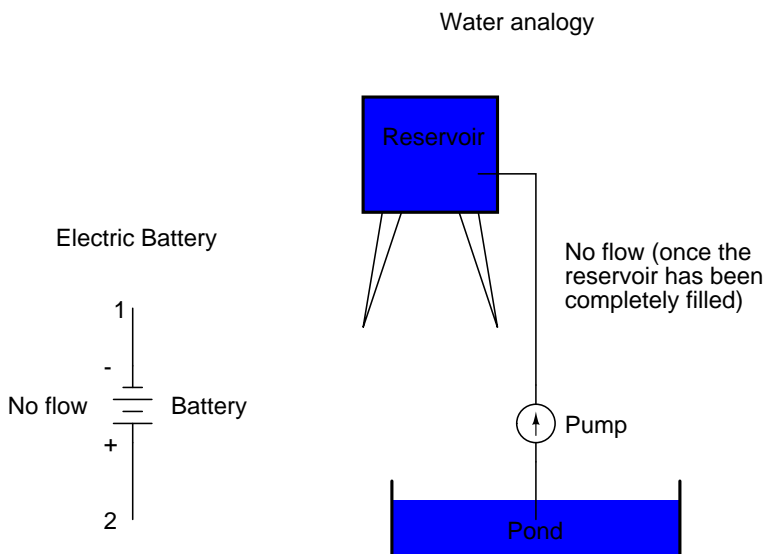 Water analogy
Reservoir
Electric Battery
No flow (once the
reservoir has been
completely filled)
1
-
No flow
Battery
+
Pump
2
Pond